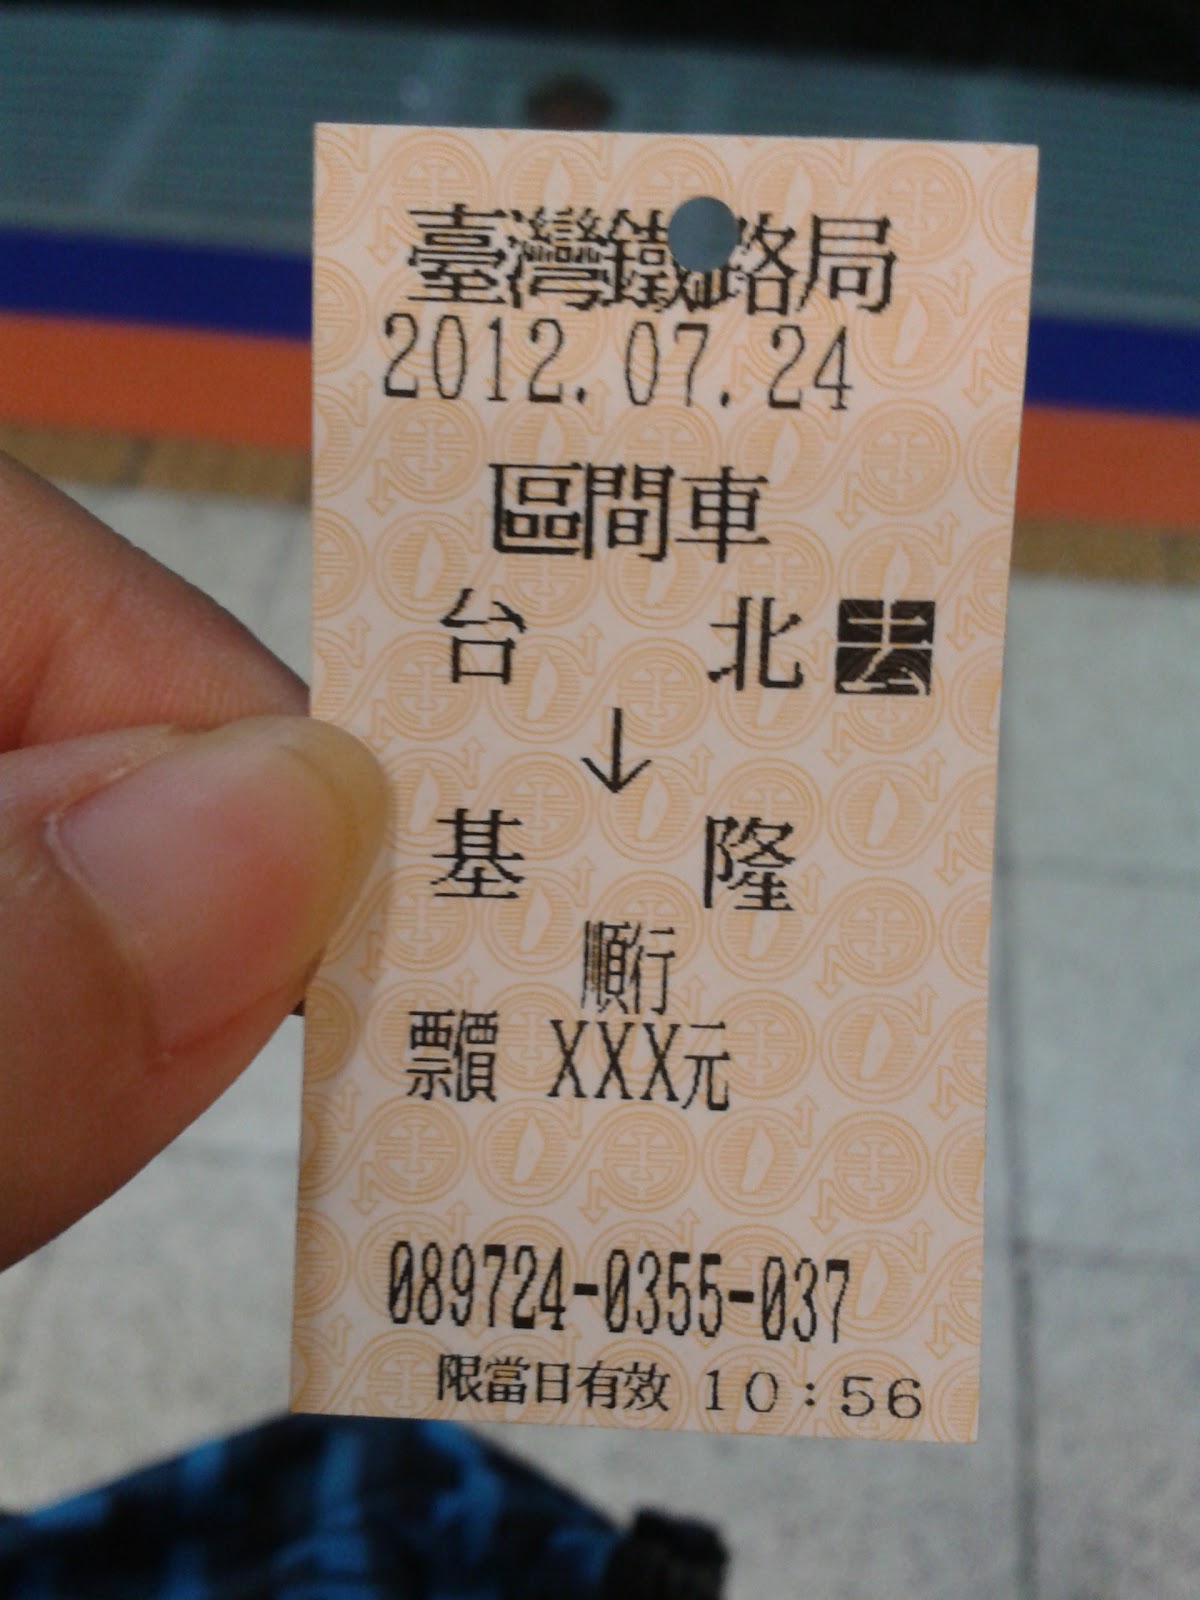 臺灣鐵路局
2012.07.24
區間車
台北 去
↓
基隆
順行
票價 XXX元
089724-0355-037
限當日有效 10:56